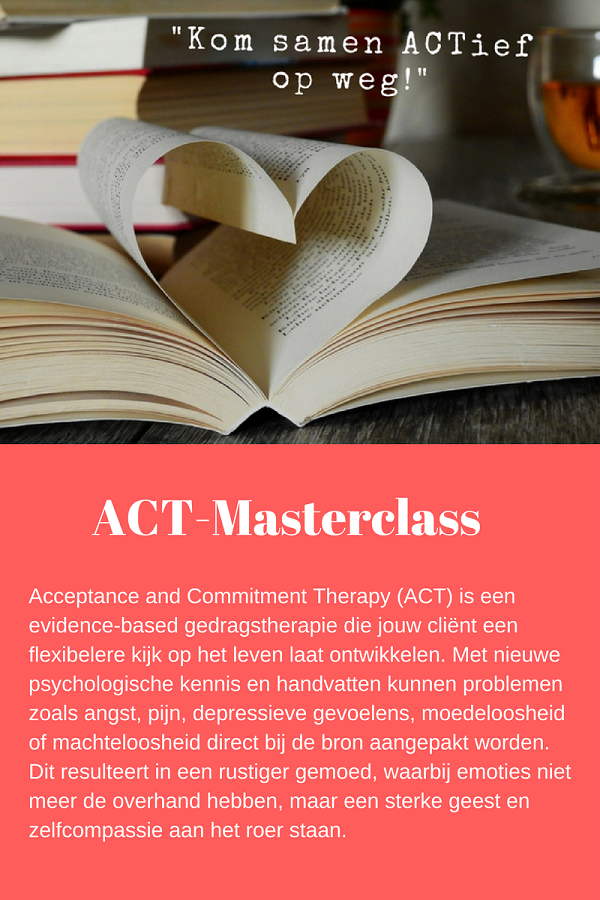 "Kom samen ACTief
op weg!"
ACT-Masterclass
Acceptance and Commitment Therapy (ACT) is een
evidence-based gedragstherapie die jouw cliënt een
flexibelere kijk op het leven laat ontwikkelen. Met nieuwe
psychologische kennis en handvatten kunnen problemen
zoals angst, pijn, depressieve gevoelens, moedeloosheid
of machteloosheid direct bij de bron aangepakt worden.
Dit resulteert in een rustiger gemoed, waarbij emoties niet
meer de overhand hebben, maar een sterke geest en
zelfcompassie aan het roer staan.